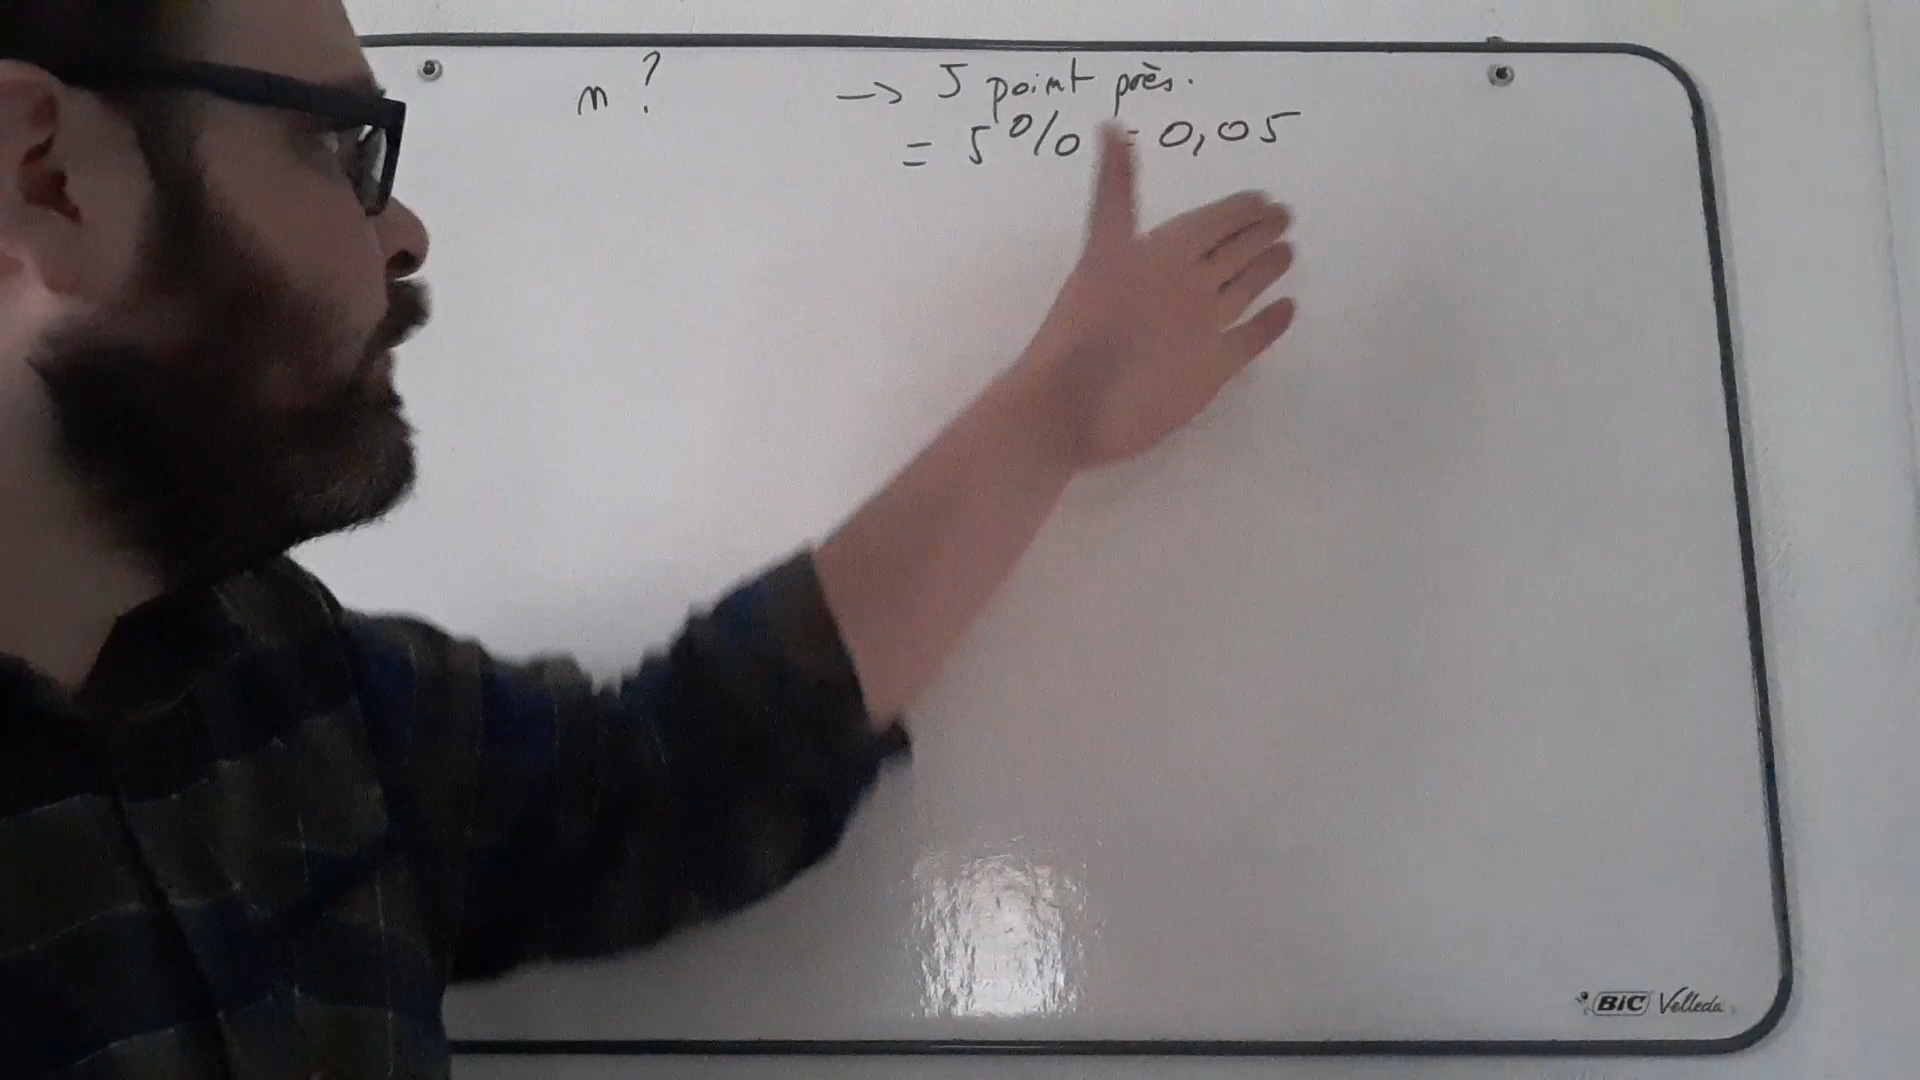 n ?
-> 5 point près.
= 5% = 0,05
BIC Velleda